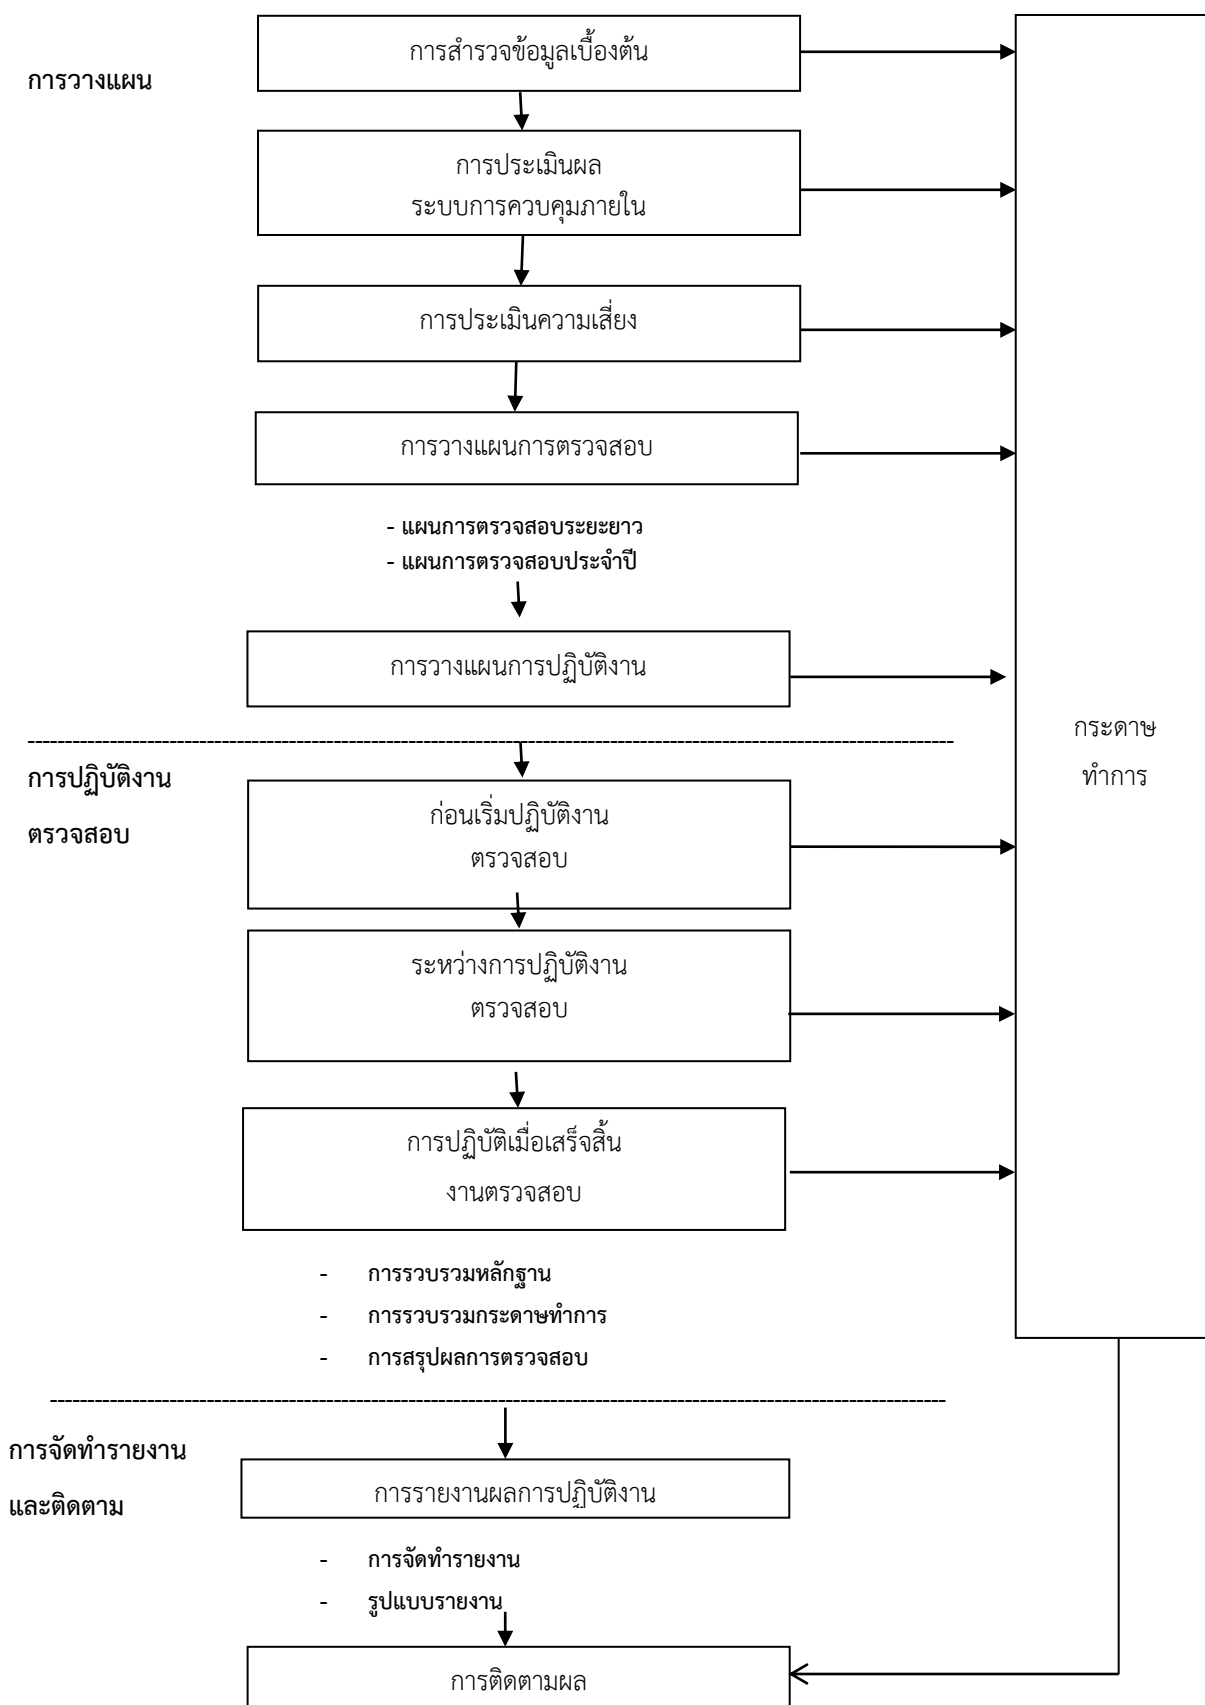 การสำรวจข้อมูลเบื้องต้น
การวางแผน
การประเมินผล
ระบบการควบคุมภายใน
การประเมินความเสี่ยง
การวางแผนการตรวจสอบ
- แผนการตรวจสอบระยะยาว
- แผนการตรวจสอบประจำปี
การวางแผนการปฏิบัติงาน
กระดาษ
ทำการ
การปฏิบัติงาน
ตรวจสอบ
ก่อนเริ่มปฏิบัติงาน
ตรวจสอบ
ระหว่างการปฏิบัติงาน
ตรวจสอบ
การปฏิบัติเมื่อเสร็จสิ้น
งานตรวจสอบ
- การรวบรวมหลักฐาน
- การรวบรวมกระดาษทำการ
- การสรุปผลการตรวจสอบ
การจัดทำรายงาน
และติดตาม
การรายงานผลการปฏิบัติงาน
- การจัดทำรายงาน
- รูปแบบรายงาน
การติดตามผล